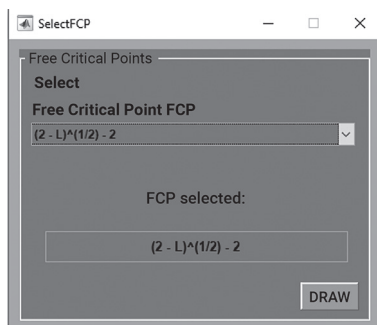 SelectFCP
Free Critical Points
Select
Free Critical Point FCP
(2 - L)^(1/2) - 2
FCP selected:
(2 - L)^(1/2) - 2
DRAW